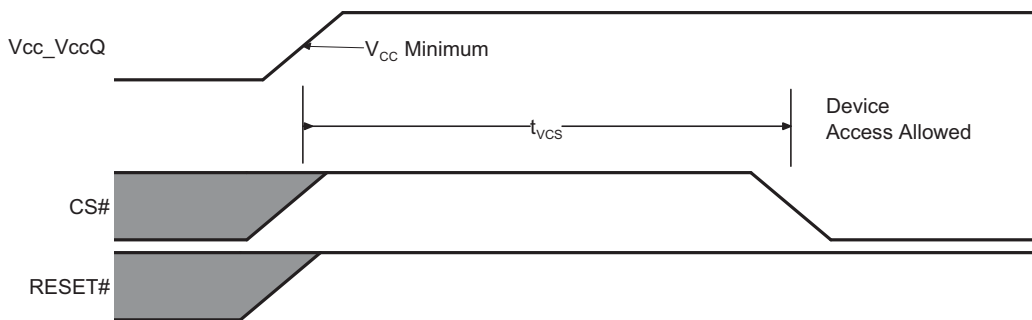 Vcc_VccQ
VCC Minimum
tVCS
Device
Access Allowed
CS#
RESET#